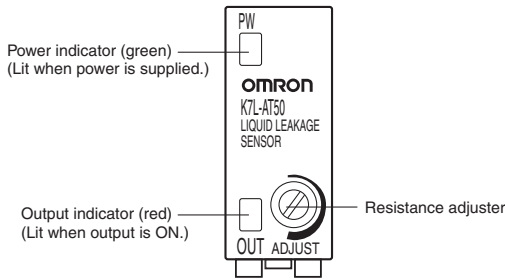 PW
Power indicator (green)
(Lit when power is supplied.)
OMRON
K7L-AT50
LIQUID LEAKAGE
SENSOR
Output indicator (red)
(Lit when output is ON.)
Resistance adjuster
OUT ADJUST